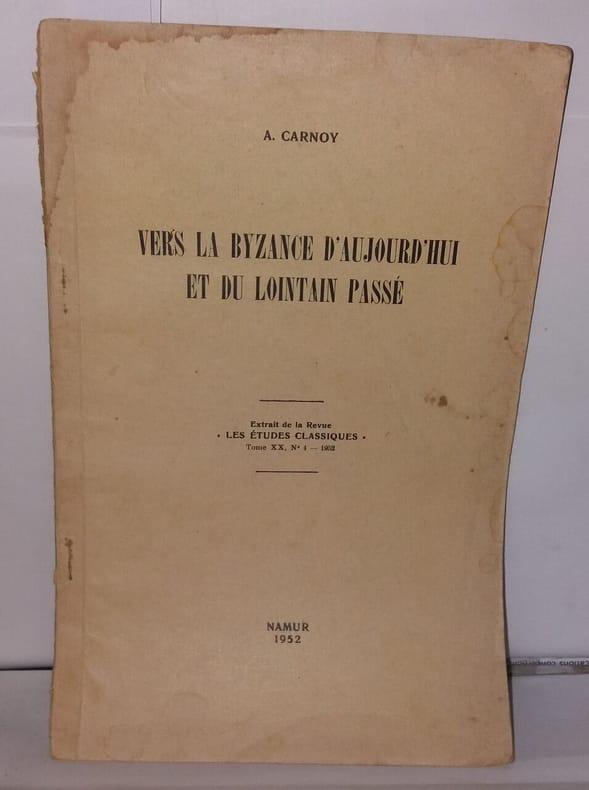 A. CARNOY
VERS LA BYZANCE D'AUJOURD'HUI
ET DU LOINTAIN PASSÉ
Extrait de la Revue
« LES ÉTUDES CLASSIQUES »
Tome XX, N° 4 — 1952
NAMUR
1952